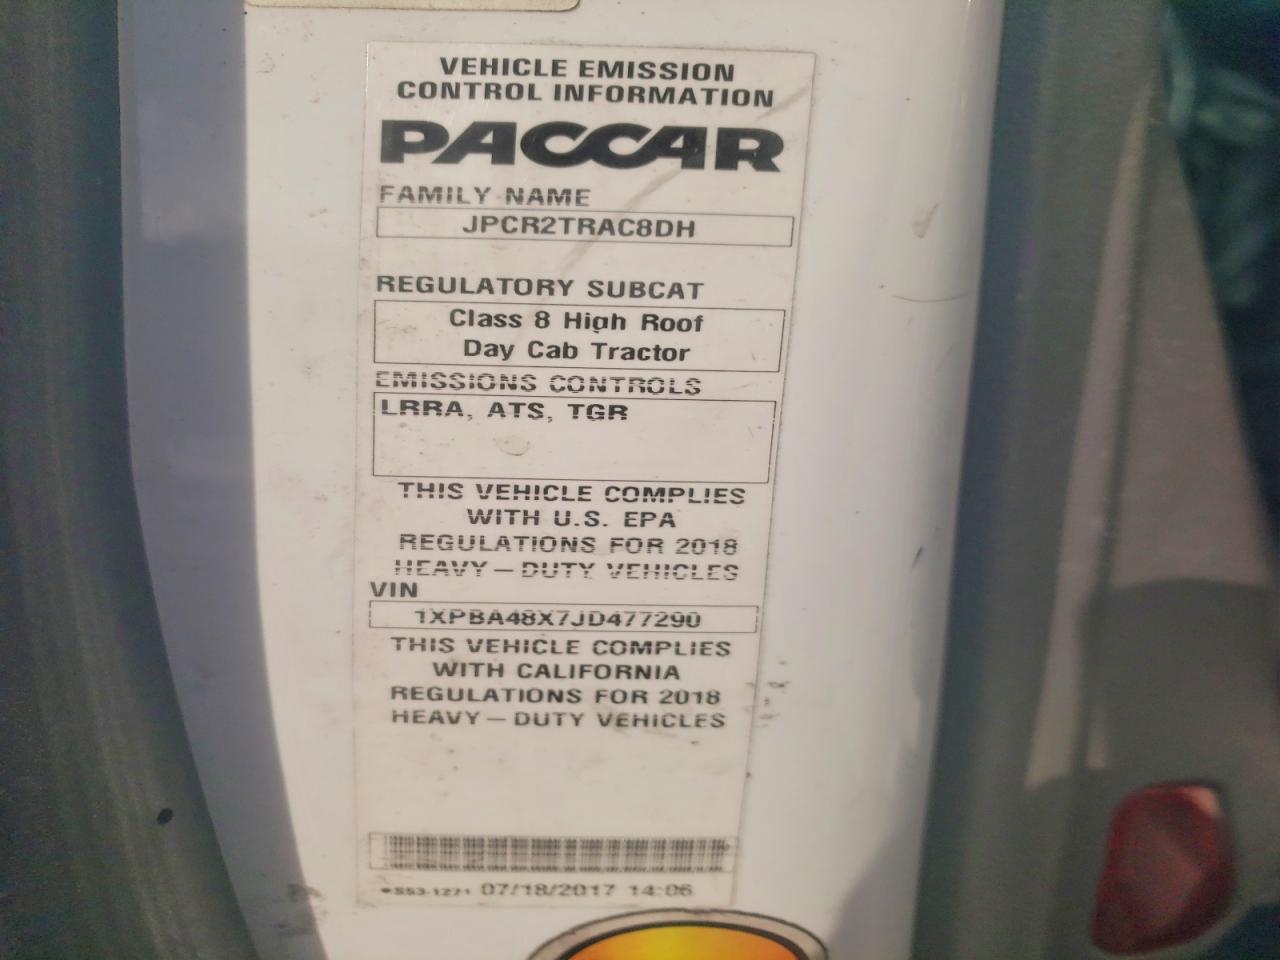 VEHICLE EMISSION
CONTROL INFORMATION
PACCAR
FAMILY NAME
JPCR2TRAC8DH
REGULATORY SUBCAT
Class 8 High Roof
Day Cab Tractor
EMISSIONS CONTROLS
LRRA, ATS, TGR
THIS VEHICLE COMPLIES
WITH U.S. EPA
REGULATIONS FOR 2018
HEAVY – DUTY VEHICLES
VIN
1XPBA48X7JD477290
THIS VEHICLE COMPLIES
WITH CALIFORNIA
REGULATIONS FOR 2018
HEAVY – DUTY VEHICLES
*S53-1271 07/18/2017 14:06